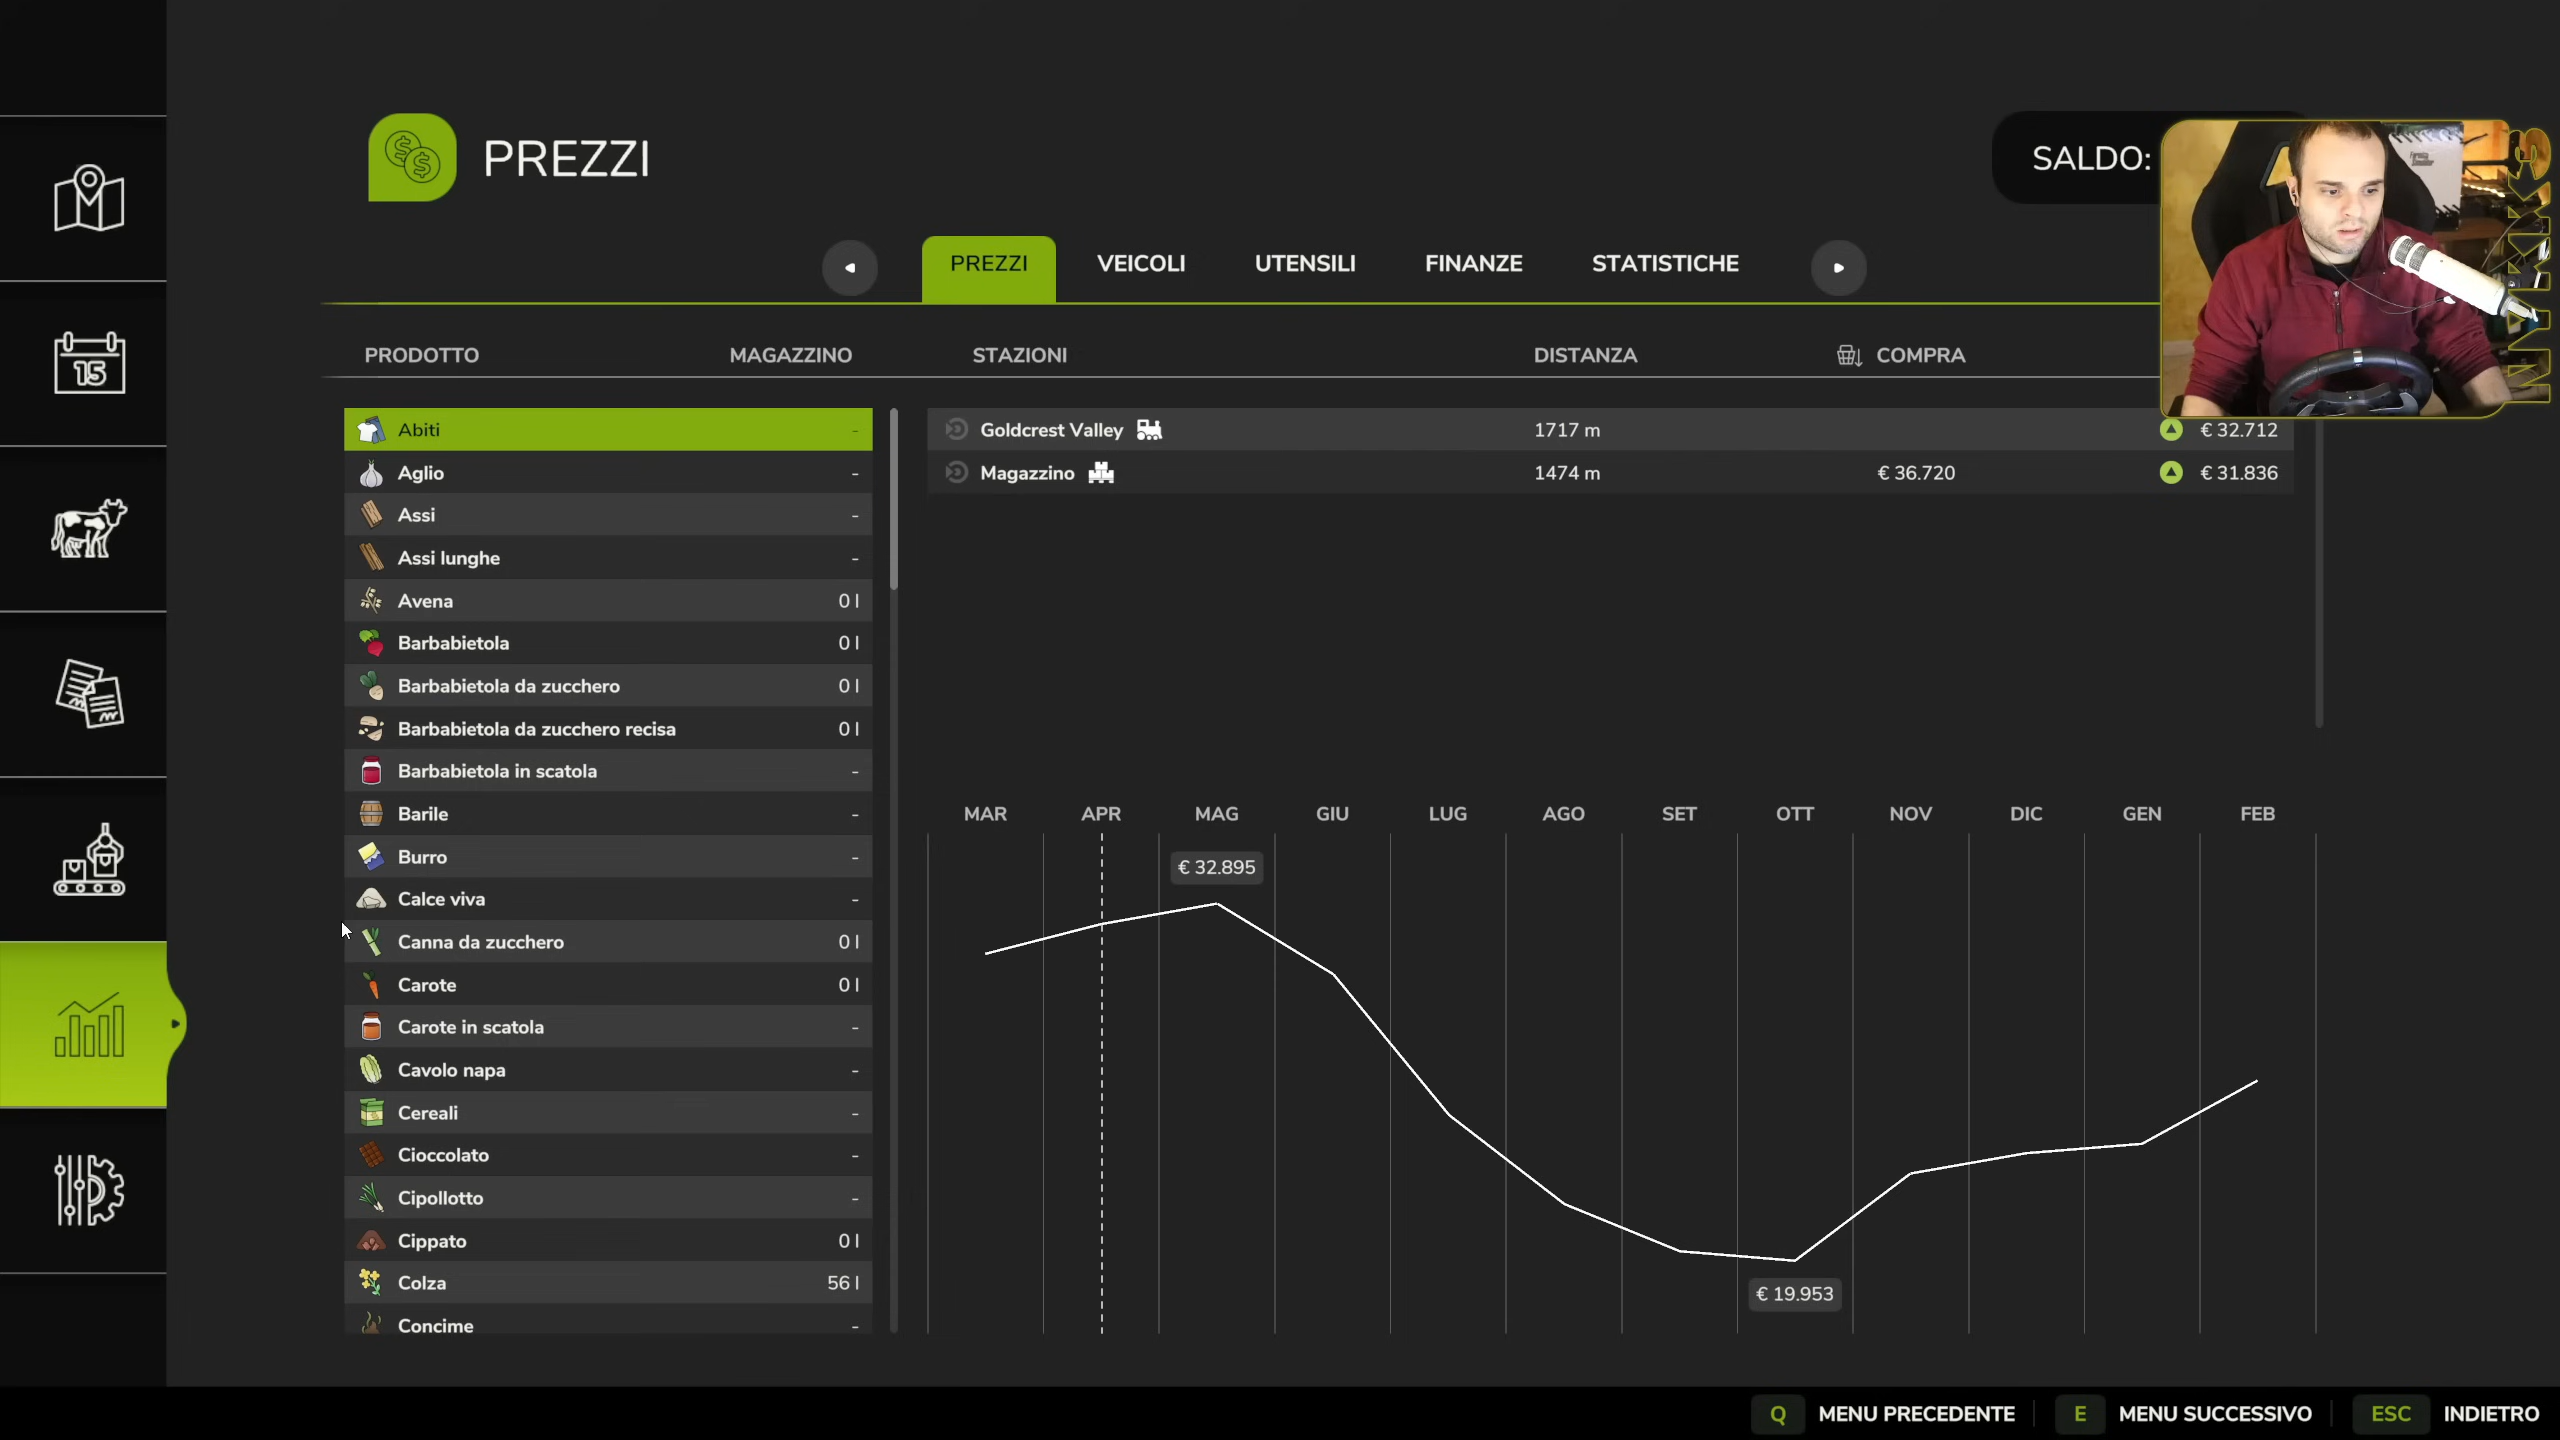 PREZZI
SALDO:
PREZZI
VEICOLI
UTENSILI
FINANZE
STATISTICHE
PRODOTTO
MAGAZZINO
STAZIONI
DISTANZA
COMPRA
Abiti -
Aglio -
Assi -
Assi lunghe -
Avena 0 l
Barbabietola 0 l
Barbabietola da zucchero 0 l
Barbabietola da zucchero recisa 0 l
Barbabietola in scatola -
Barile -
Burro -
Calce viva -
Canna da zucchero 0 l
Carote 0 l
Carote in scatola -
Cavolo napa -
Cereali -
Cioccolato -
Cipollotto -
Cippato 0 l
Colza 56 l
Concime -
Goldcrest Valley 1717 m € 32.712
Magazzino 1474 m € 36.720 € 31.836
MAR APR MAG GIU LUG AGO SET OTT NOV DIC GEN FEB
€ 32.895
€ 19.953
15
Q MENU PRECEDENTE
E MENU SUCCESSIVO
ESC INDIETRO